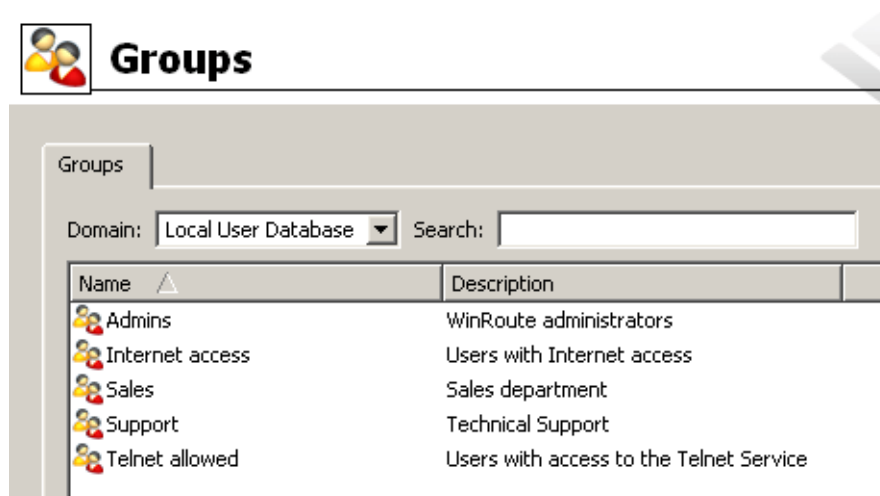 Groups
Groups
Domain: Local User Database Search:
Name Description
Admins WinRoute administrators
Internet access Users with Internet access
Sales Sales department
Support Technical Support
Telnet allowed Users with access to the Telnet Service